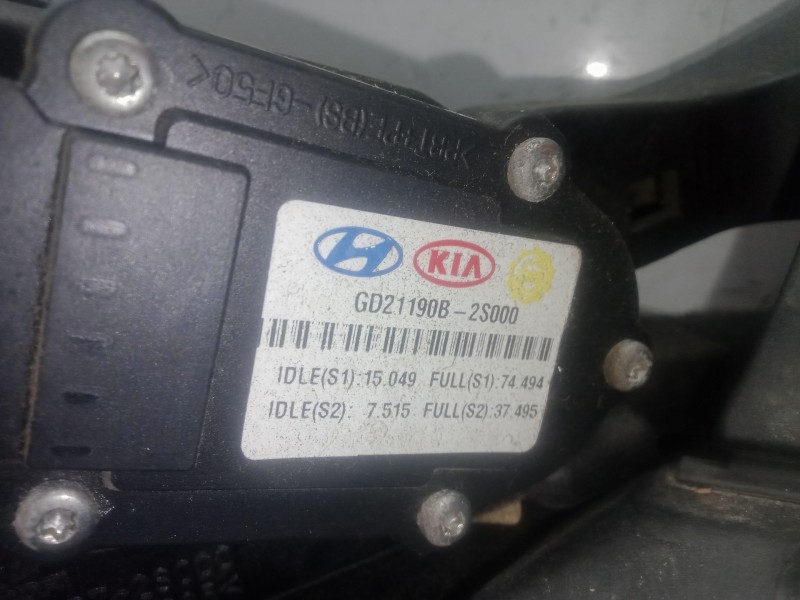 KIA
GD21190B-2S000
IDLE(S1):15.049 FULL(S1):74.494
IDLE(S2): 7.515 FULL(S2):37.495